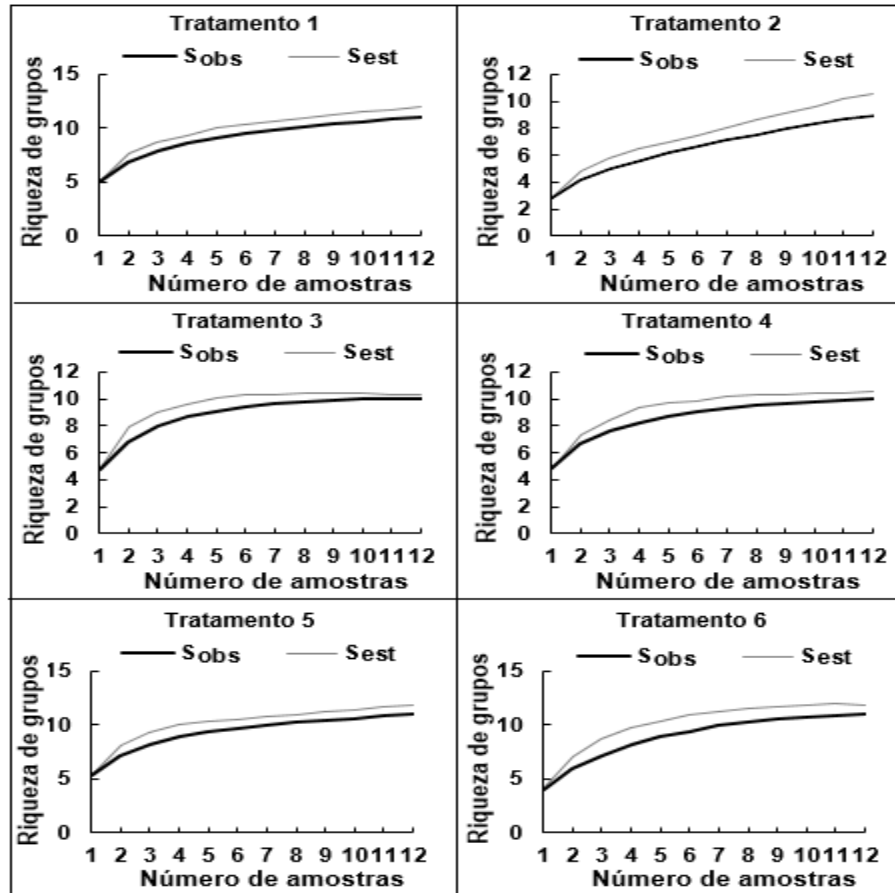 Tratamento 1
Sobs Sest
Riqueza de grupos
15
10
5
0
1 2 3 4 5 6 7 8 9 10 11 12
Número de amostras
Tratamento 2
Sobs Sest
Riqueza de grupos
12
10
8
6
4
2
0
1 2 3 4 5 6 7 8 9 10 11 12
Número de amostras
Tratamento 3
Sobs Sest
Riqueza de grupos
12
10
8
6
4
2
0
1 2 3 4 5 6 7 8 9 10 11 12
Número de amostras
Tratamento 4
Sobs Sest
Riqueza de grupos
12
10
8
6
4
2
0
1 2 3 4 5 6 7 8 9 10 11 12
Número de amostras
Tratamento 5
Sobs Sest
Riqueza de grupos
15
10
5
0
1 2 3 4 5 6 7 8 9 10 11 12
Número de amostras
Tratamento 6
Sobs Sest
Riqueza de grupos
15
10
5
0
1 2 3 4 5 6 7 8 9 10 11 12
Número de amostras